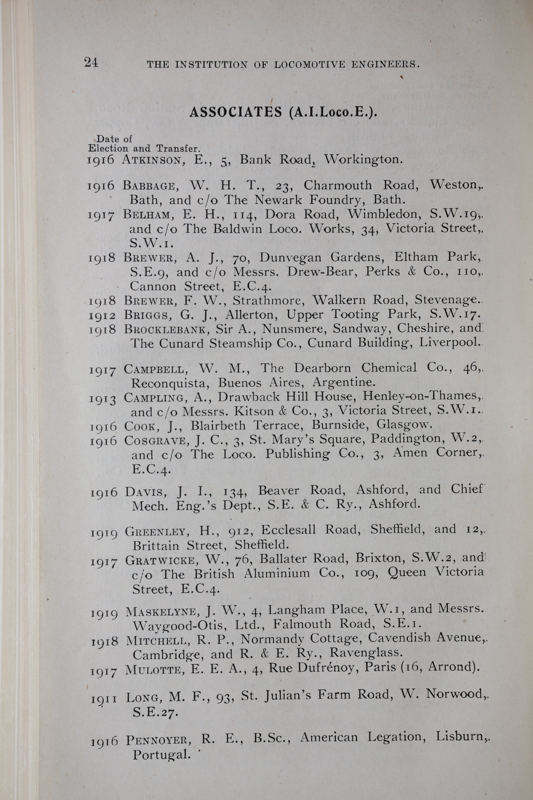 24 THE INSTITUTION OF LOCOMOTIVE ENGINEERS.
ASSOCIATES (A.I.Loco.E.).
Date of
Election and Transfer.
1916 ATKINSON, E., 5, Bank Road, Workington.
1916 BABBAGE, W. H. T., 23, Charmouth Road, Weston,
Bath, and c/o The Newark Foundry, Bath.
1917 BELHAM, E. H., 114, Dora Road, Wimbledon, S.W.19,
and c/o The Baldwin Loco. Works, 34, Victoria Street,
S.W.1.
1918 BREWER, A. J., 70, Dunvegan Gardens, Eltham Park,
S.E.9, and c/o Messrs. Drew-Bear, Perks & Co., 110,
Cannon Street, E.C.4.
1918 BREWER, F. W., Strathmore, Walkern Road, Stevenage.
1912 BRIGGS, G. J., Allerton, Upper Tooting Park, S.W.17.
1918 BROCKLEBANK, Sir A., Nunsmere, Sandway, Cheshire, and
The Cunard Steamship Co., Cunard Building, Liverpool.
1917 CAMPBELL, W. M., The Dearborn Chemical Co., 46,
Reconquista, Buenos Aires, Argentine.
1913 CAMPLING, A., Drawback Hill House, Henley-on-Thames,
and c/o Messrs. Kitson & Co., 3, Victoria Street, S.W.1.
1916 COOK, J., Blairbeth Terrace, Burnside, Glasgow.
1916 COSGRAVE, J. C., 3, St. Mary's Square, Paddington, W.2,
and c/o The Loco. Publishing Co., 3, Amen Corner,
E.C.4.
1916 DAVIS, J. I., 134, Beaver Road, Ashford, and Chief
Mech. Eng.'s Dept., S.E. & C. Ry., Ashford.
1919 GREENLEY, H., 912, Ecclesall Road, Sheffield, and 12,
Brittain Street, Sheffield.
1917 GRATWICKE, W., 76, Ballater Road, Brixton, S.W.2, and
c/o The British Aluminium Co., 109, Queen Victoria
Street, E.C.4.
1919 MASKELYNE, J. W., 4, Langham Place, W.1, and Messrs.
Waygood-Otis, Ltd., Falmouth Road, S.E.1.
1918 MITCHELL, R. P., Normandy Cottage, Cavendish Avenue,
Cambridge, and R. & E. Ry., Ravenglass.
1917 MULOTTE, E. E. A., 4, Rue Dufrénoy, Paris (16, Arrond).
1911 LONG, M. F., 93, St. Julian's Farm Road, W. Norwood,
S.E.27.
1916 PENNOYER, R. E., B.Sc., American Legation, Lisburn,
Portugal.